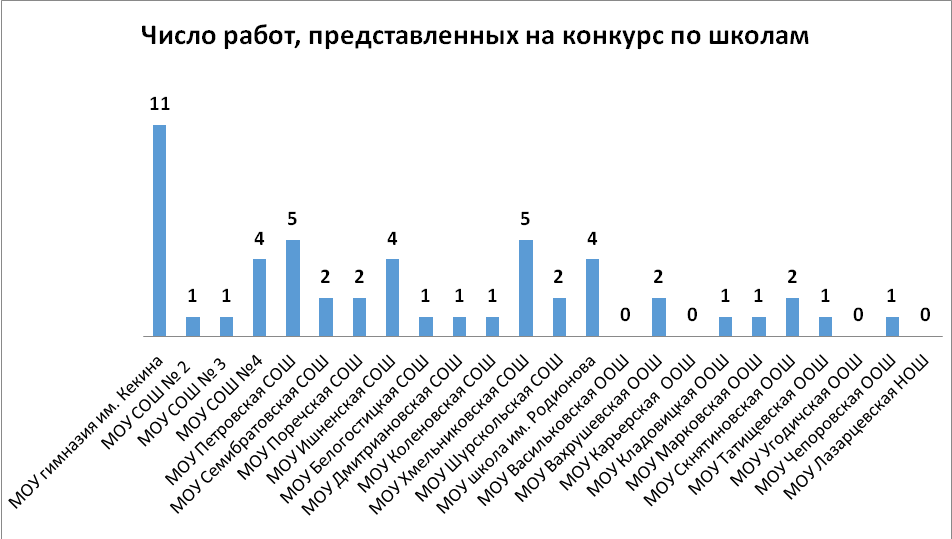 Число работ, представленных на конкурс по школам
11
1
1
4
5
2
2
4
1
1
1
5
2
4
0
2
0
1
1
2
1
0
1
0
МОУ гимназия им. Кекина
МОУ СОШ № 2
МОУ СОШ № 3
МОУ СОШ №4
МОУ Петровская СОШ
МОУ Семибратовская СОШ
МОУ Поречская СОШ
МОУ Ишненская СОШ
МОУ Белогостицкая СОШ
МОУ Дмитриановская СОШ
МОУ Коленовская СОШ
МОУ Хмельниковская СОШ
МОУ Шурскольская СОШ
МОУ школа им. Родионова
МОУ Васильковская ООШ
МОУ Вахрушевская ООШ
МОУ Карьерская ООШ
МОУ Кладовицкая ООШ
МОУ Марковская ООШ
МОУ Скнятиновская ООШ
МОУ Татищевская ООШ
МОУ Угодичская ООШ
МОУ Чепоровская ООШ
МОУ Лазарцевская НОШ